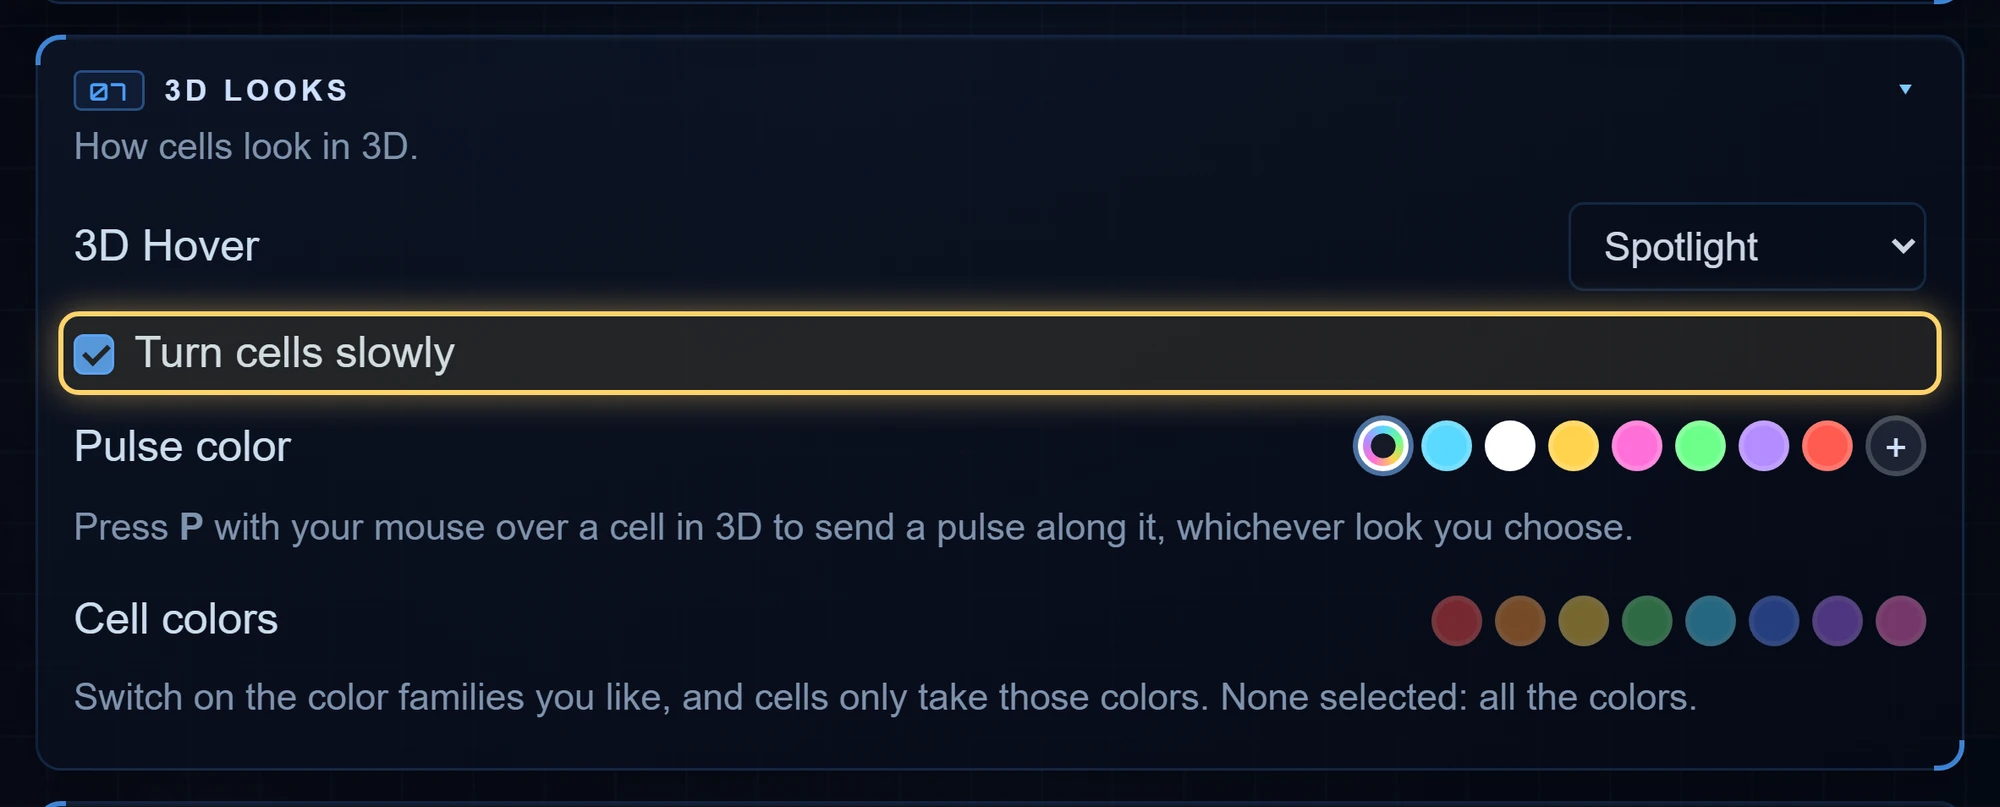 07 3D LOOKS
How cells look in 3D.
3D Hover
Spotlight
Turn cells slowly
Pulse color
+
Press P with your mouse over a cell in 3D to send a pulse along it, whichever look you choose.
Cell colors
Switch on the color families you like, and cells only take those colors. None selected: all the colors.